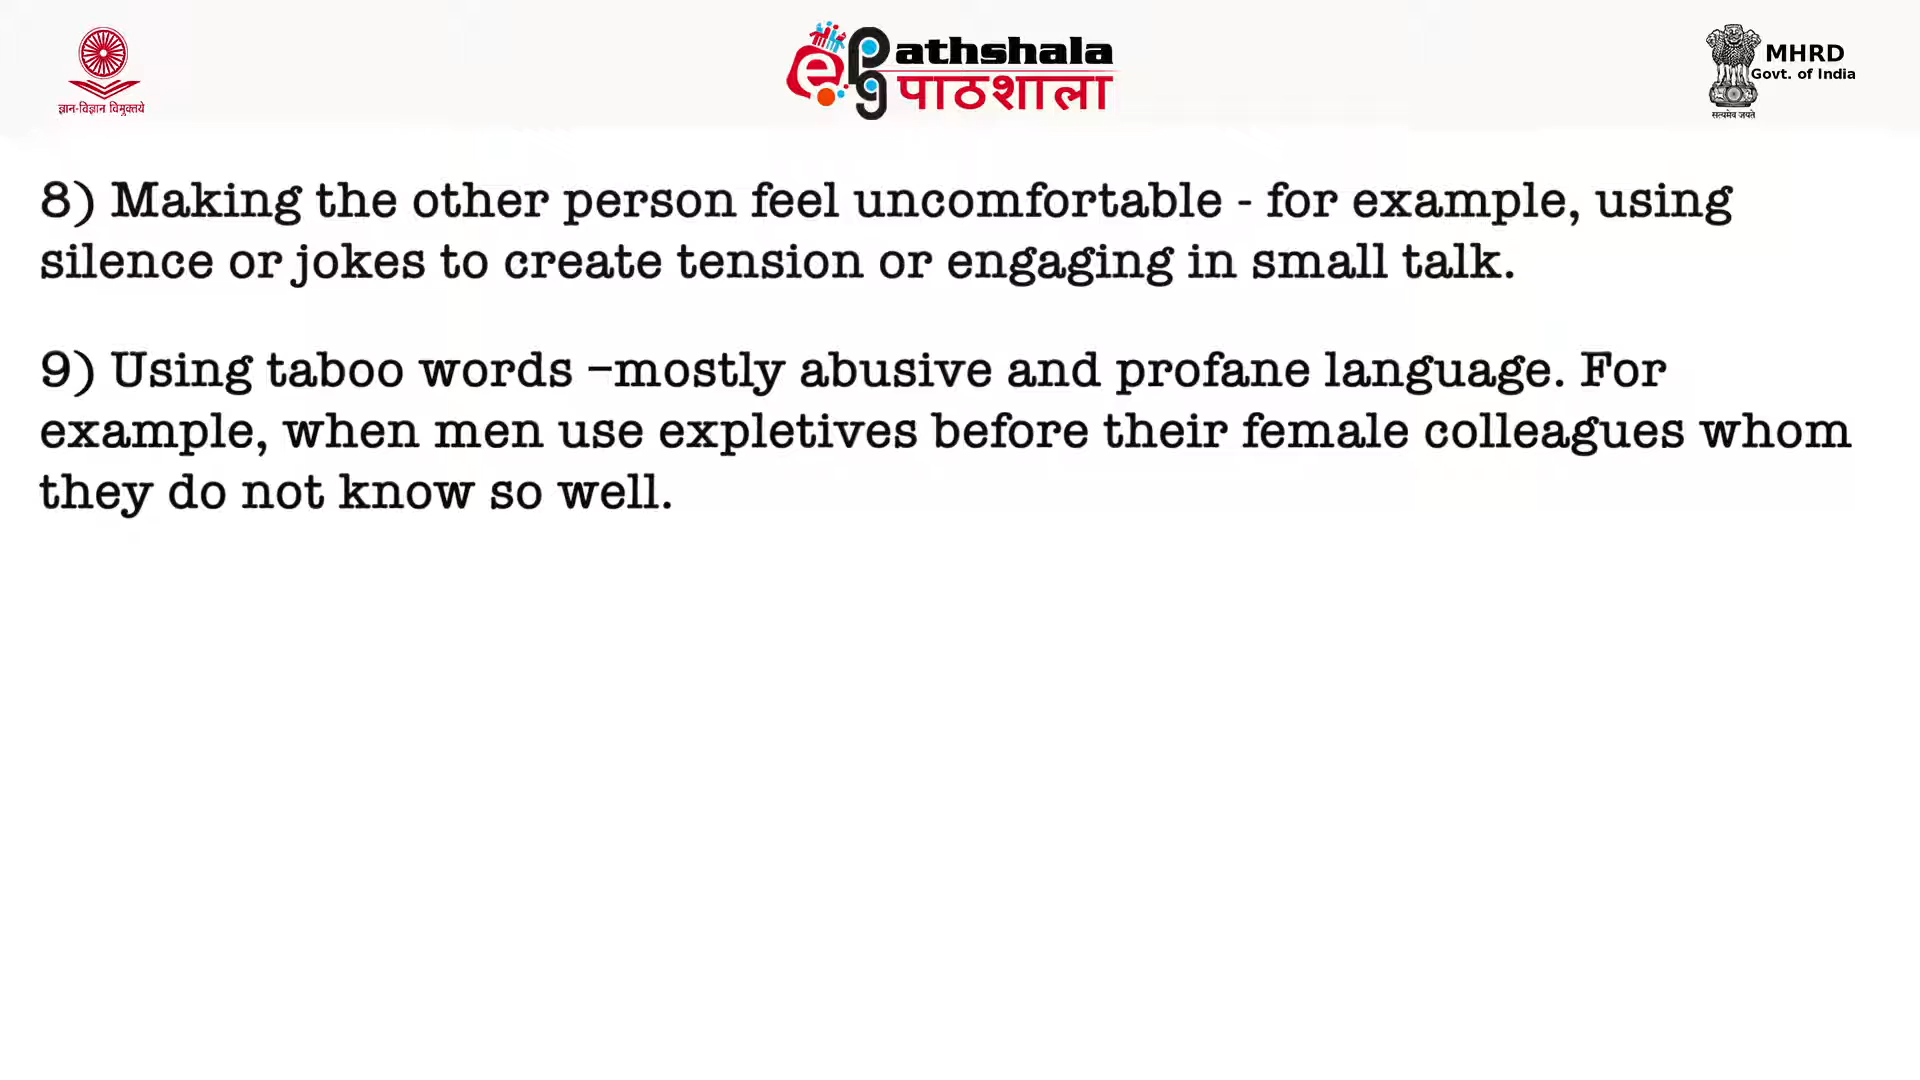 ज्ञान-विज्ञान विमुक्तये
e PG Pathshala
पाठशाला
MHRD
Govt. of India
सत्यमेव जयते
8) Making the other person feel uncomfortable - for example, using
silence or jokes to create tension or engaging in small talk.
9) Using taboo words –mostly abusive and profane language. For
example, when men use expletives before their female colleagues whom
they do not know so well.